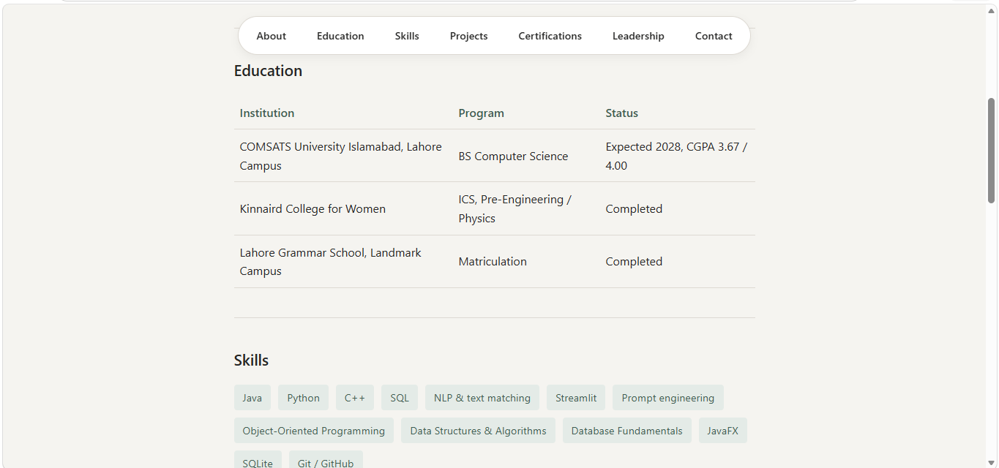 About Education Skills Projects Certifications Leadership Contact
Education
Institution Program Status
COMSATS University Islamabad, Lahore Campus BS Computer Science Expected 2028, CGPA 3.67 / 4.00
Kinnaird College for Women ICS, Pre-Engineering / Physics Completed
Lahore Grammar School, Landmark Campus Matriculation Completed
Skills
Java Python C++ SQL NLP & text matching Streamlit Prompt engineering
Object-Oriented Programming Data Structures & Algorithms Database Fundamentals JavaFX
SQLite Git / GitHub